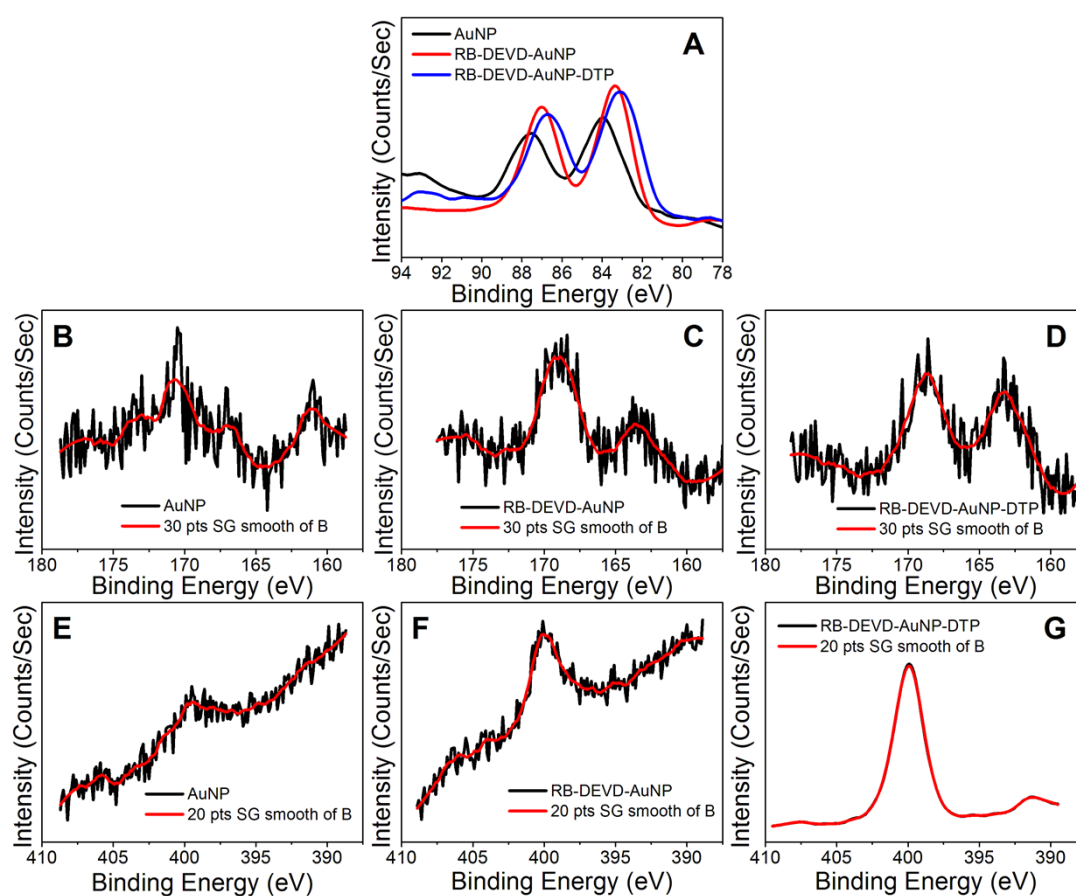 AuNP
RB-DEVD-AuNP
RB-DEVD-AuNP-DTP
A
Intensity (Counts/Sec)
94 92 90 88 86 84 82 80 78
Binding Energy (eV)
B
Intensity (Counts/Sec)
AuNP
30 pts SG smooth of B
180 175 170 165 160
Binding Energy (eV)
C
Intensity (Counts/Sec)
RB-DEVD-AuNP
30 pts SG smooth of B
180 175 170 165 160
Binding Energy (eV)
D
Intensity (Counts/Sec)
RB-DEVD-AuNP-DTP
30 pts SG smooth of B
180 175 170 165 160
Binding Energy (eV)
E
Intensity (Counts/Sec)
AuNP
20 pts SG smooth of B
410 405 400 395 390
Binding Energy (eV)
F
Intensity (Counts/Sec)
RB-DEVD-AuNP
20 pts SG smooth of B
410 405 400 395 390
Binding Energy (eV)
RB-DEVD-AuNP-DTP
20 pts SG smooth of B
G
Intensity (Counts/Sec)
410 405 400 395 390
Binding Energy (eV)